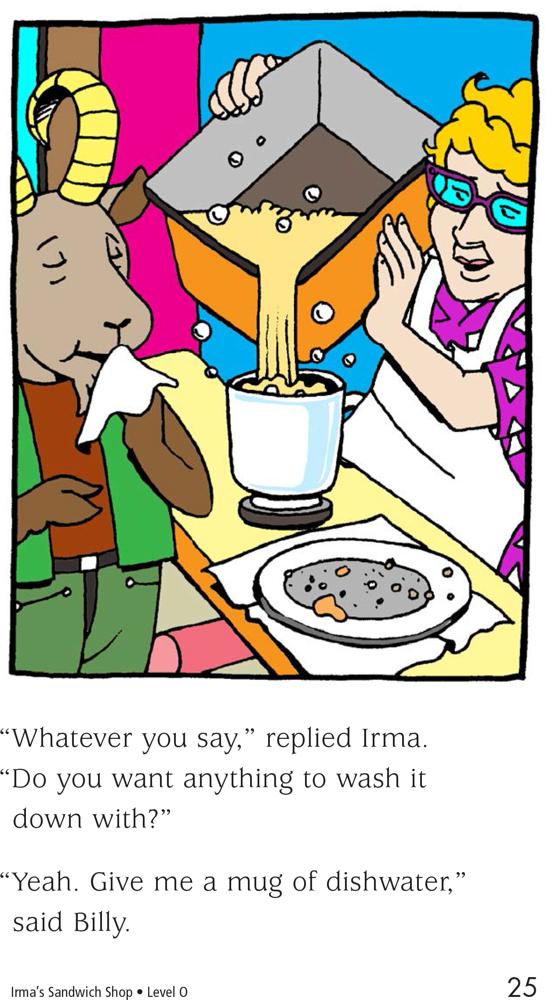 “Whatever you say,” replied Irma.
“Do you want anything to wash it
down with?”
“Yeah. Give me a mug of dishwater,”
said Billy.
Irma’s Sandwich Shop • Level O
25